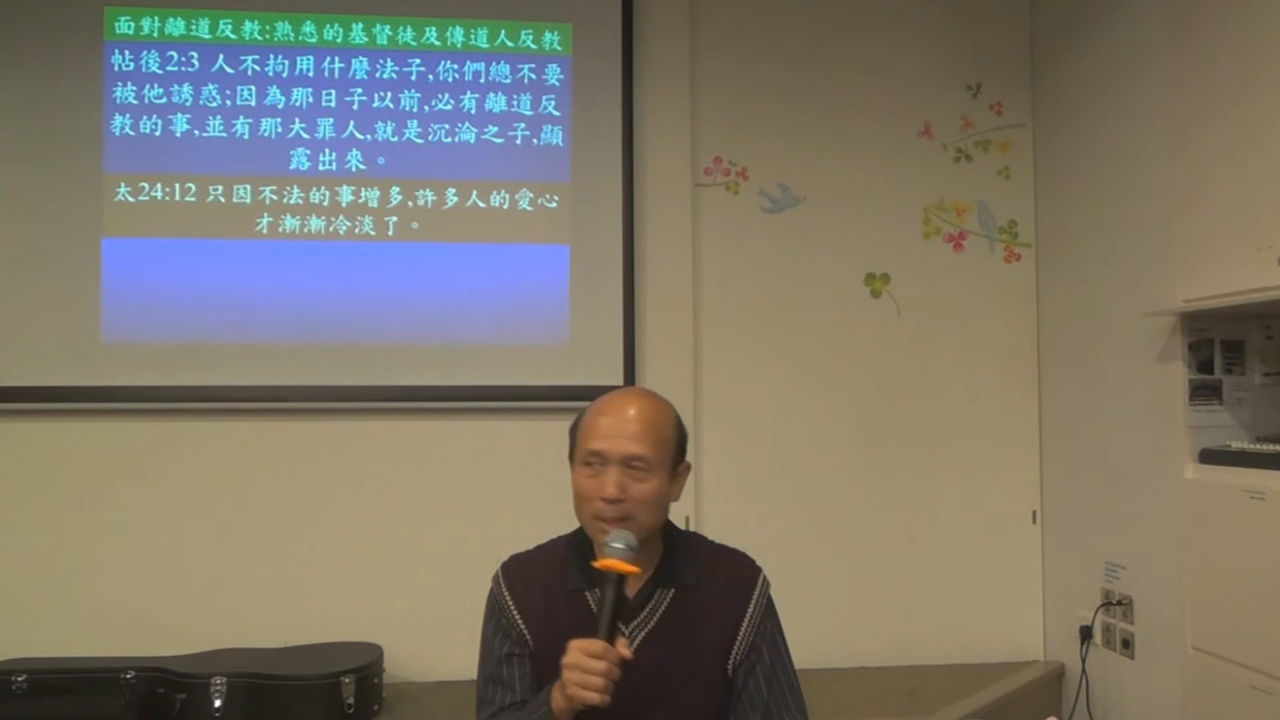 面對離道反教:熟悉的基督徒及傳道人反教
帖後2:3 人不拘用什麼法子,你們總不要
被他誘惑;因為那日子以前,必有離道反
教的事,並有那大罪人,就是沉淪之子,顯
露出來。
太24:12 只因不法的事增多,許多人的愛心
才漸漸冷淡了。